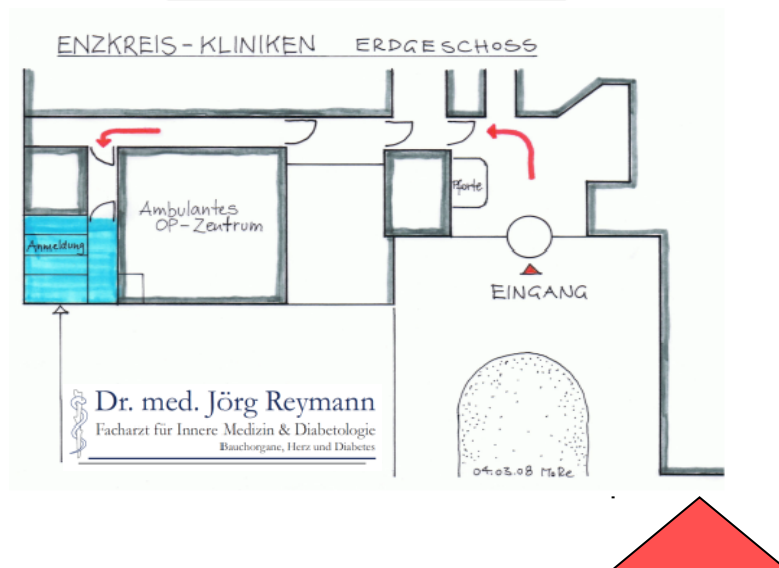 ENZKREIS-KLINIKEN ERDGESCHOSS
Pforte
Ambulantes
OP-Zentrum
Anmeldung
EINGANG
Dr. med. Jörg Reymann
Facharzt für Innere Medizin & Diabetologie
Bauchorgane, Herz und Diabetes
04.03.08 MaRe